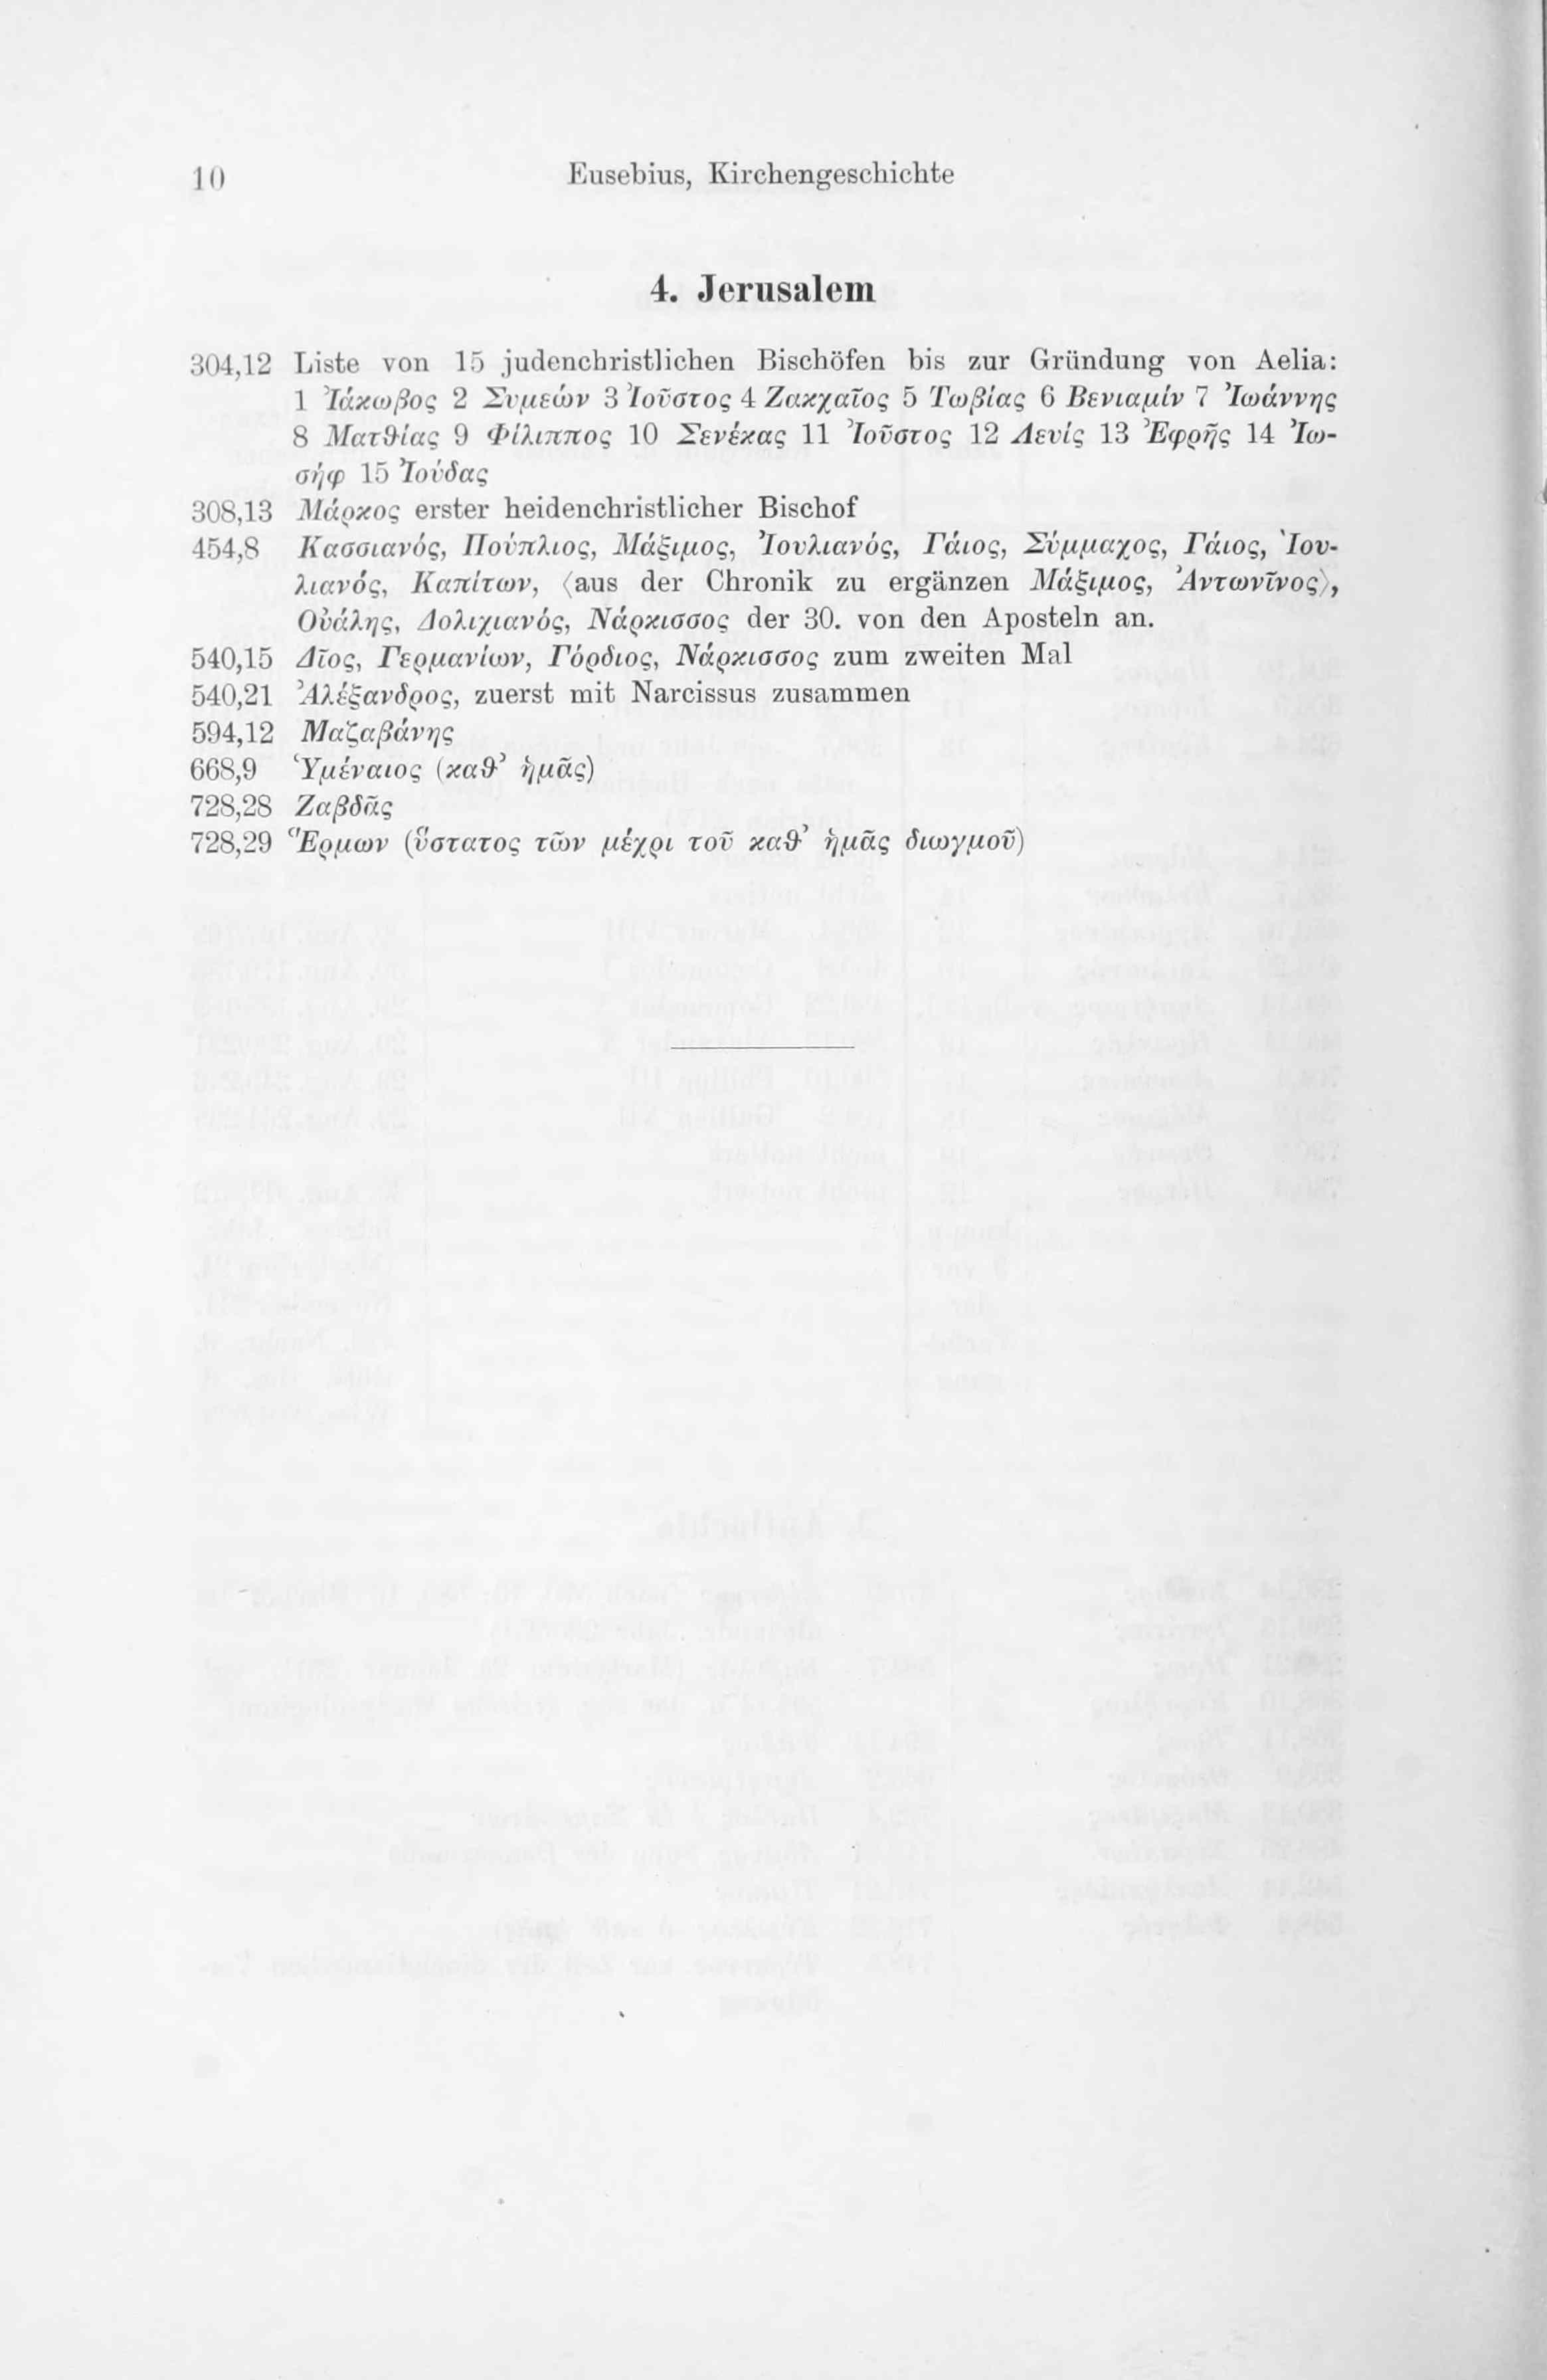 10
Eusebius, Kirchengeschichte
4. Jerusalem
304,12 Liste von 15 judenchristlichen Bischöfen bis zur Gründung von Aelia:
1 Ἰάκωβος 2 Συμεών 3 Ἰοῦστος 4 Ζακχαῖος 5 Τωβίας 6 Βενιαμίν 7 Ἰωάννης
8 Ματθίας 9 Φίλιππος 10 Σενέκας 11 Ἰοῦστος 12 Λευίς 13 Ἐφρῆς 14 Ἰω-
σήφ 15 Ἰούδας
308,13 Μάρκος erster heidenchristlicher Bischof
454,8 Κασσιανός, Πούπλιος, Μάξιμος, Ἰουλιανός, Γάιος, Σύμμαχος, Γάιος, Ἰου-
λιανός, Καπίτων, ⟨aus der Chronik zu ergänzen Μάξιμος, Ἀντωνῖνος⟩,
Οὐάλης, Δολιχιανός, Νάρκισσος der 30. von den Aposteln an.
540,15 Δῖος, Γερμανίων, Γόρδιος, Νάρκισσος zum zweiten Mal
540,21 Ἀλέξανδρος, zuerst mit Narcissus zusammen
594,12 Μαζαβάνης
668,9 Ὑμέναιος (καθ’ ἡμᾶς)
728,28 Ζαβδᾶς
728,29 Ἕρμων (ὕστατος τῶν μέχρι τοῦ καθ’ ἡμᾶς διωγμοῦ)